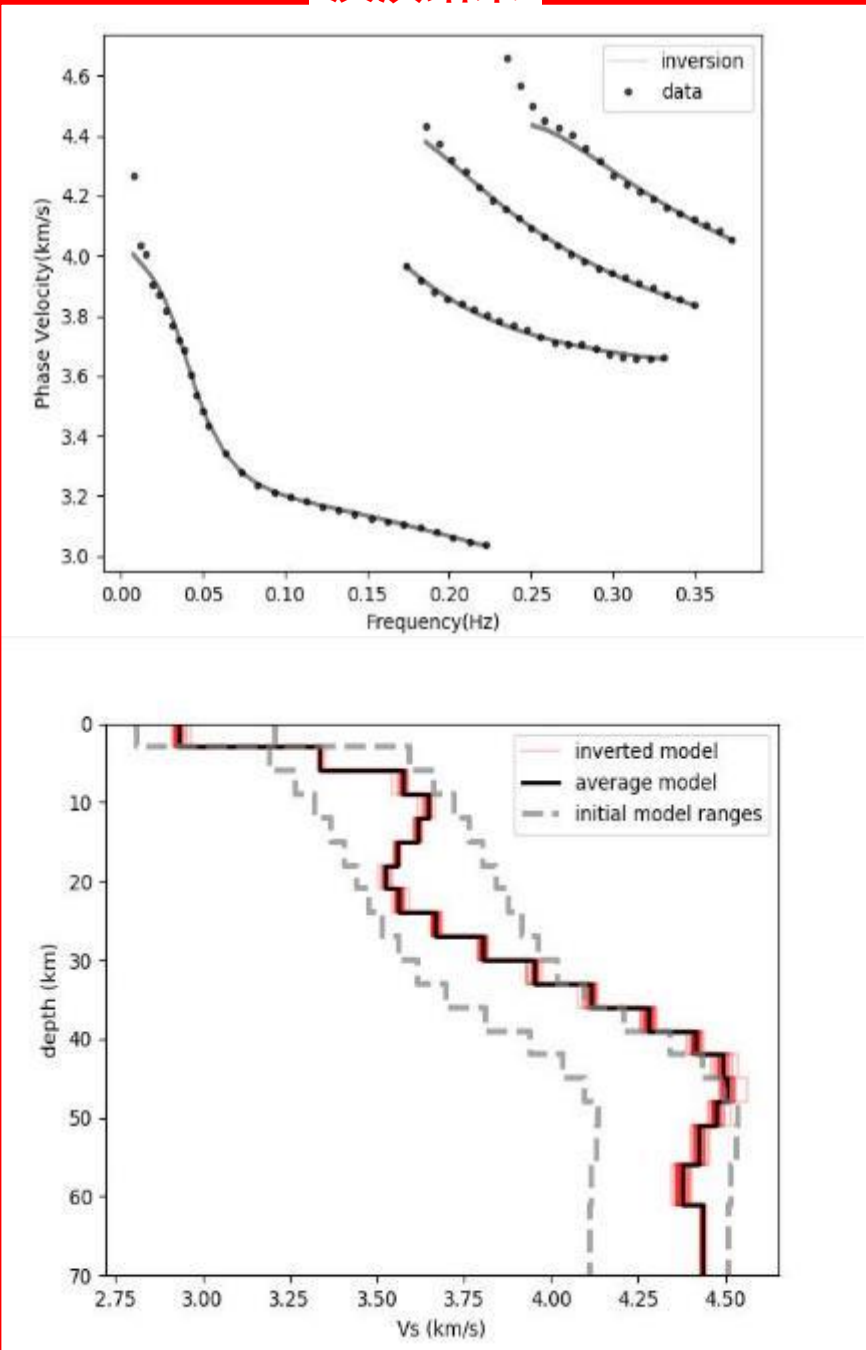 4.6
4.4
4.2
4.0
3.8
3.6
3.4
3.2
3.0
Phase Velocity(km/s)
inversion
data
0.00 0.05 0.10 0.15 0.20 0.25 0.30 0.35
Frequency(Hz)
0
10
20
30
40
50
60
70
depth (km)
inverted model
average model
initial model ranges
2.75 3.00 3.25 3.50 3.75 4.00 4.25 4.50
Vs (km/s)